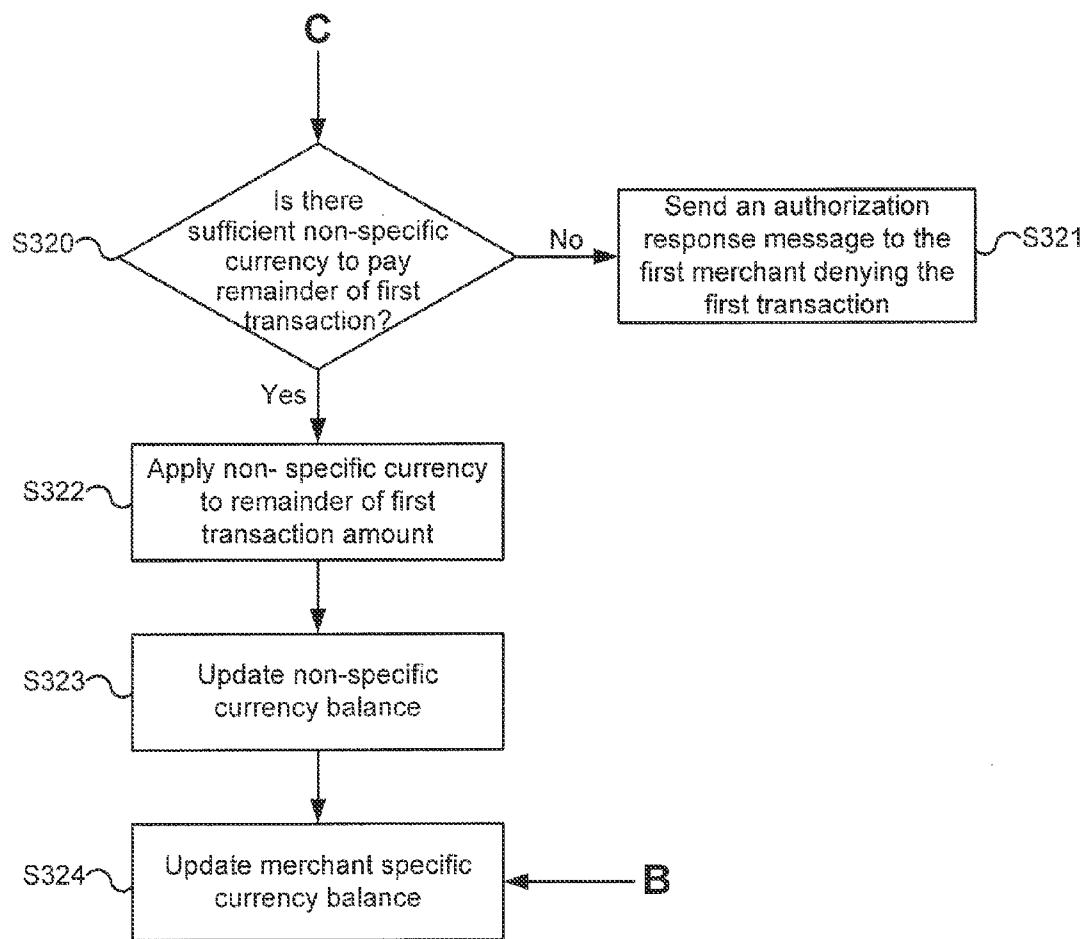 C
Is there
sufficient non-specific
currency to pay
remainder of first
transaction?
S320
No
Send an authorization
response message to the
first merchant denying the
first transaction
S321
Yes
Apply non- specific currency
to remainder of first
transaction amount
S322
Update non-specific
currency balance
S323
Update merchant specific
currency balance
S324
B